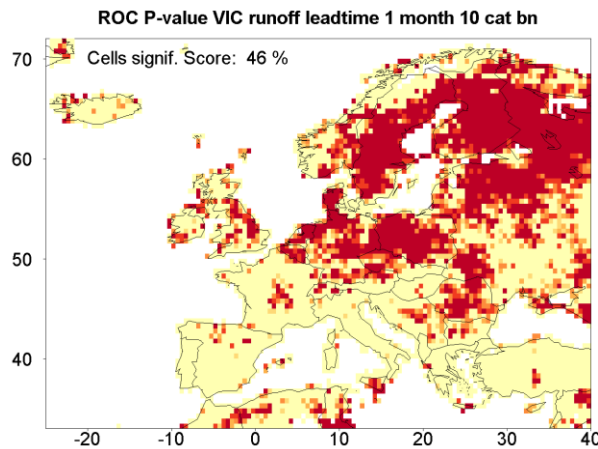 ROC P-value VIC runoff leadtime 1 month 10 cat bn
Cells signif. Score: 46 %
70
60
50
40
-20 -10 0 10 20 30 40